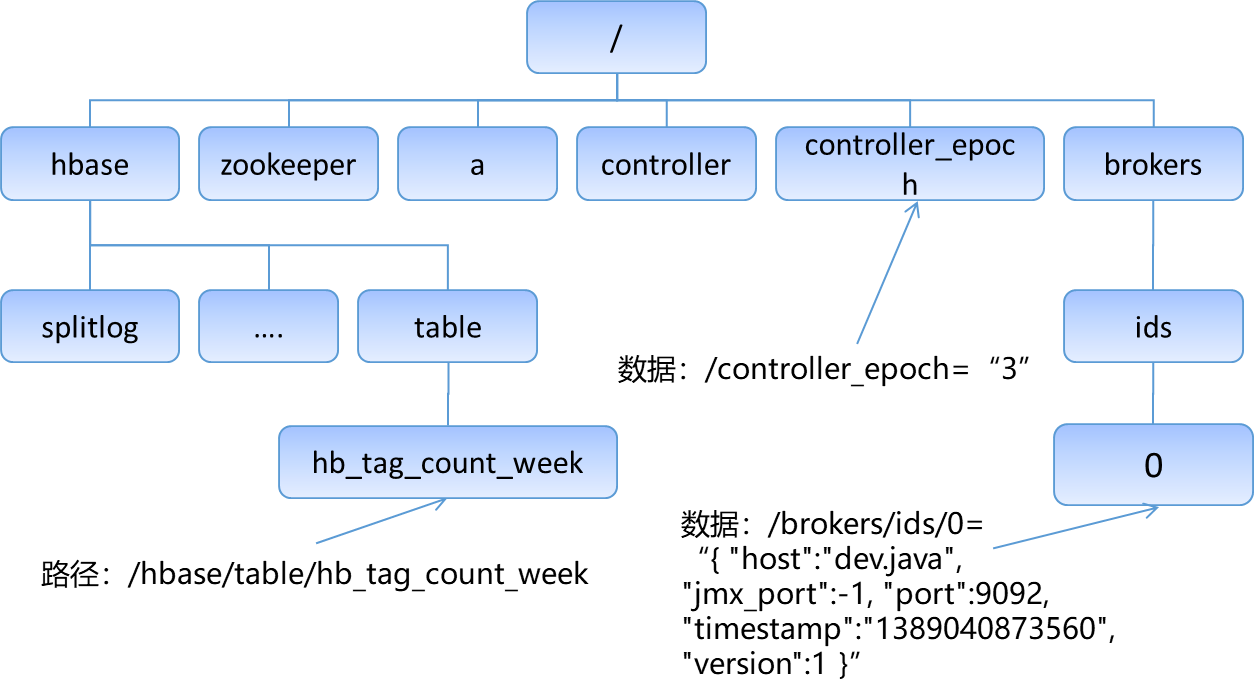 /
hbase
zookeeper
a
controller
controller_epoc
h
brokers
splitlog
....
table
ids
数据：/controller_epoch=“3”
hb_tag_count_week
0
路径：/hbase/table/hb_tag_count_week
数据：/brokers/ids/0=
“{ "host":"dev.java",
"jmx_port":-1, "port":9092,
"timestamp":"1389040873560",
"version":1 }”